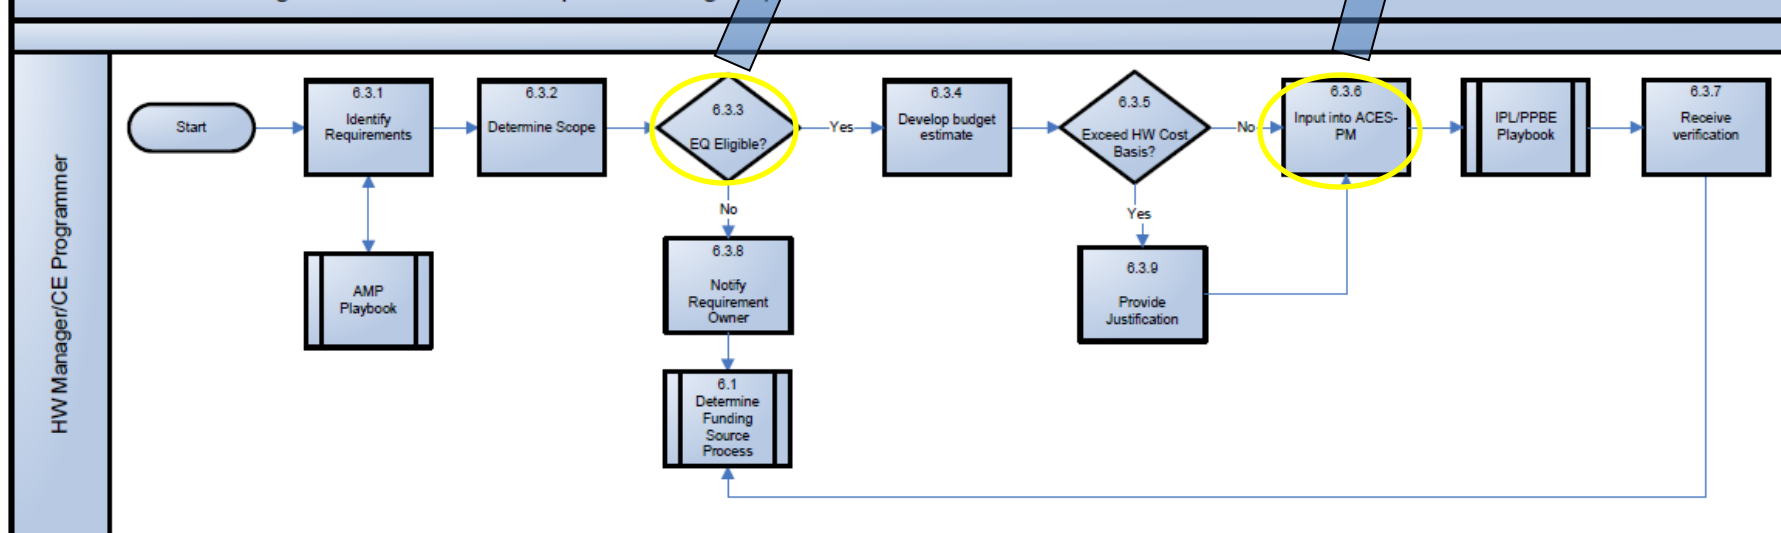 HW Manager/CE Programmer
Start
6.3.1
Identify
Requirements
6.3.2
Determine Scope
6.3.3
EQ Eligible?
Yes
6.3.4
Develop budget
estimate
6.3.5
Exceed HW Cost
Basis?
No
6.3.6
Input into ACES-
PM
IPL/PPBE
Playbook
6.3.7
Receive
verification
No
Yes
AMP
Playbook
6.3.8
Notify
Requirement
Owner
6.3.9
Provide
Justification
6.1
Determine
Funding
Source
Process